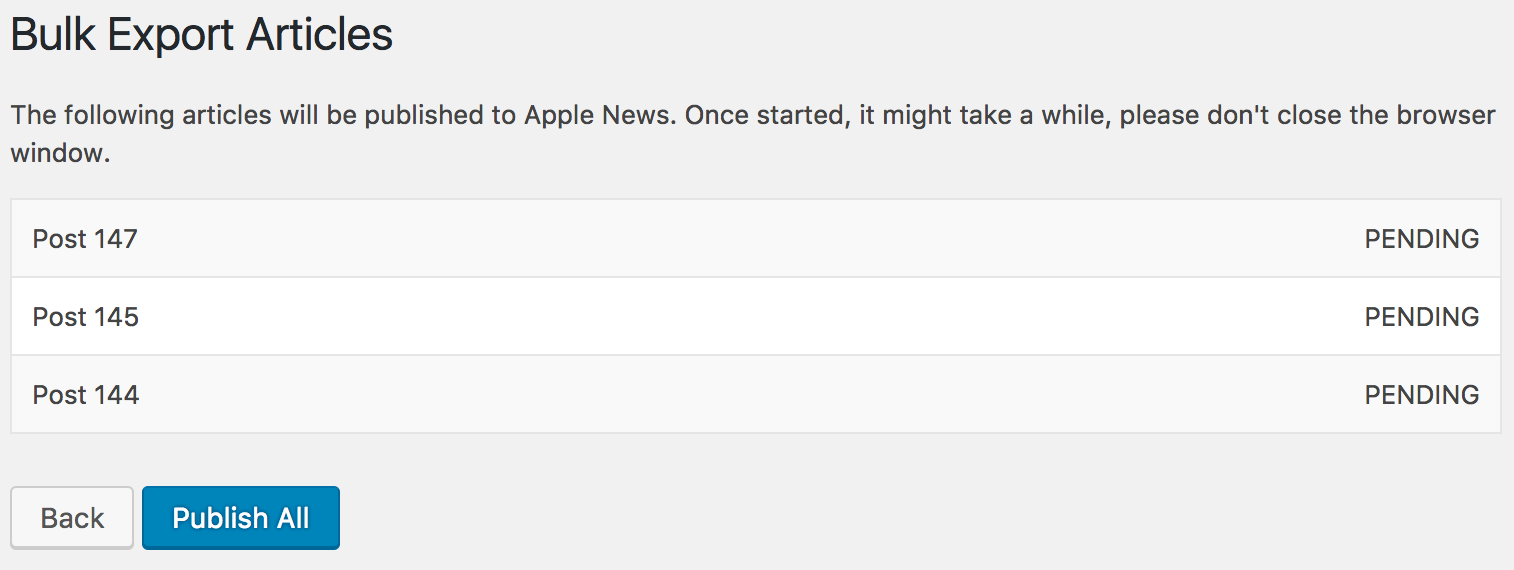 Bulk Export Articles
The following articles will be published to Apple News. Once started, it might take a while, please don't close the browser
window.
Post 147 PENDING
Post 145 PENDING
Post 144 PENDING
Back Publish All